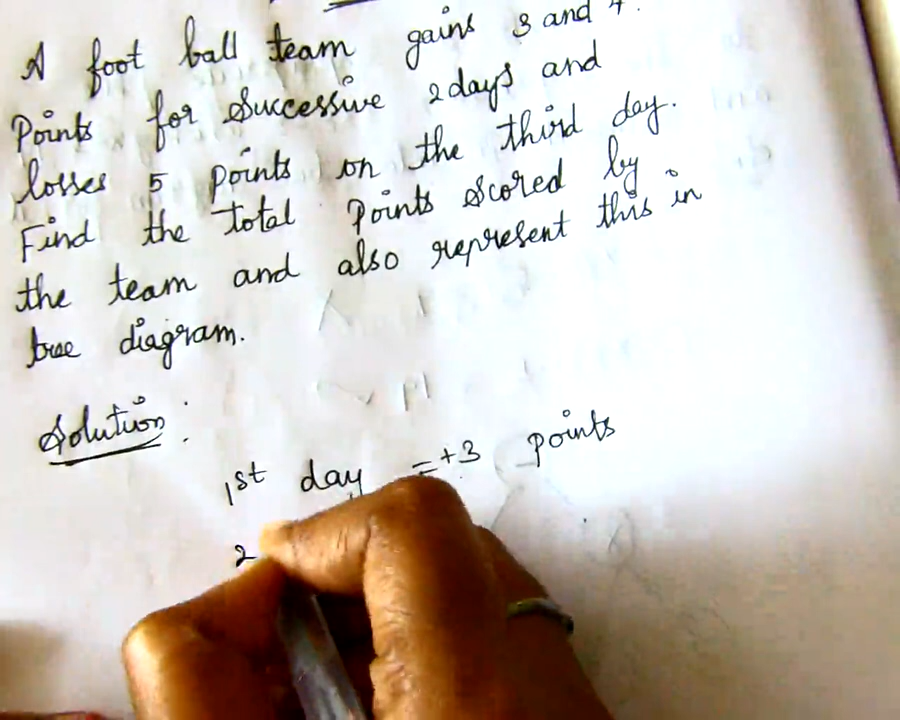 A foot ball team gains 3 and 4
Points for Successive 2 days and
losses 5 points on the third day.
Find the total Points Scored by
the team and also represent this in
tree diagram.
Solution:
1st day = +3 points
2